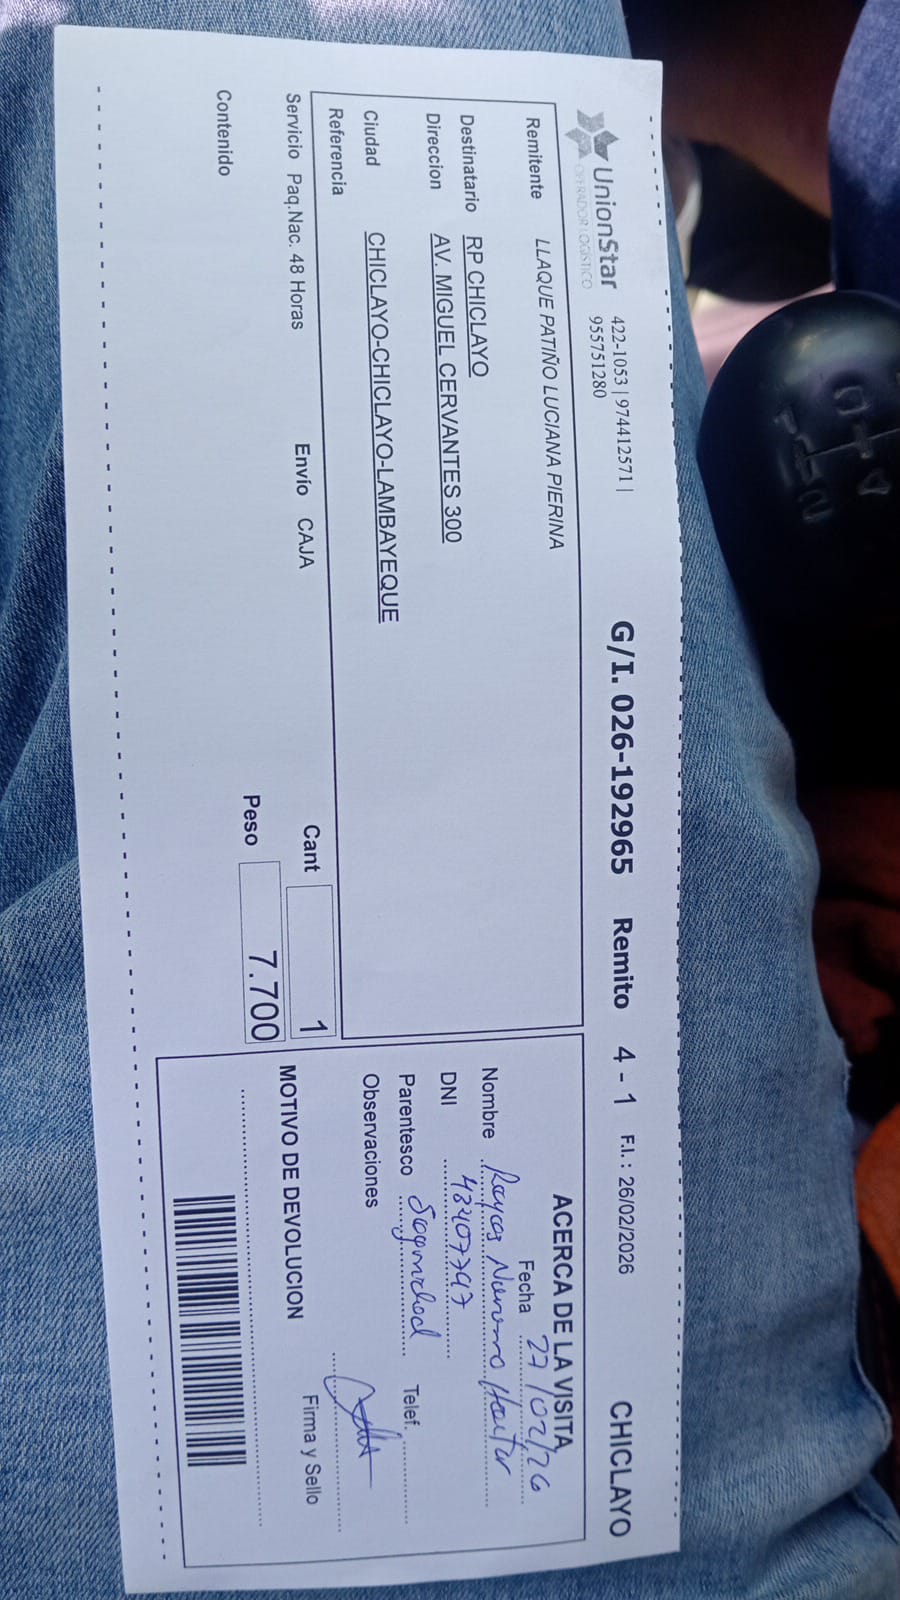 UnionStar
OPERADOR LOGISTICO
422-1053 | 974412571 |
955751280
G/I. 026-192965 Remito 4 - 1 F.I.: 26/02/2026 CHICLAYO
Remitente LLAQUE PATIÑO LUCIANA PIERINA
Destinatario RP CHICLAYO
Direccion AV. MIGUEL CERVANTES 300
Ciudad CHICLAYO-CHICLAYO-LAMBAYEQUE
Referencia
Servicio Paq.Nac. 48 Horas Envío CAJA Cant 1
Peso 7.700
Contenido
ACERCA DE LA VISITA
Fecha 27/02/26
Nombre
DNI
Parentesco Telef.
Observaciones
Firma y Sello
MOTIVO DE DEVOLUCION
2
4